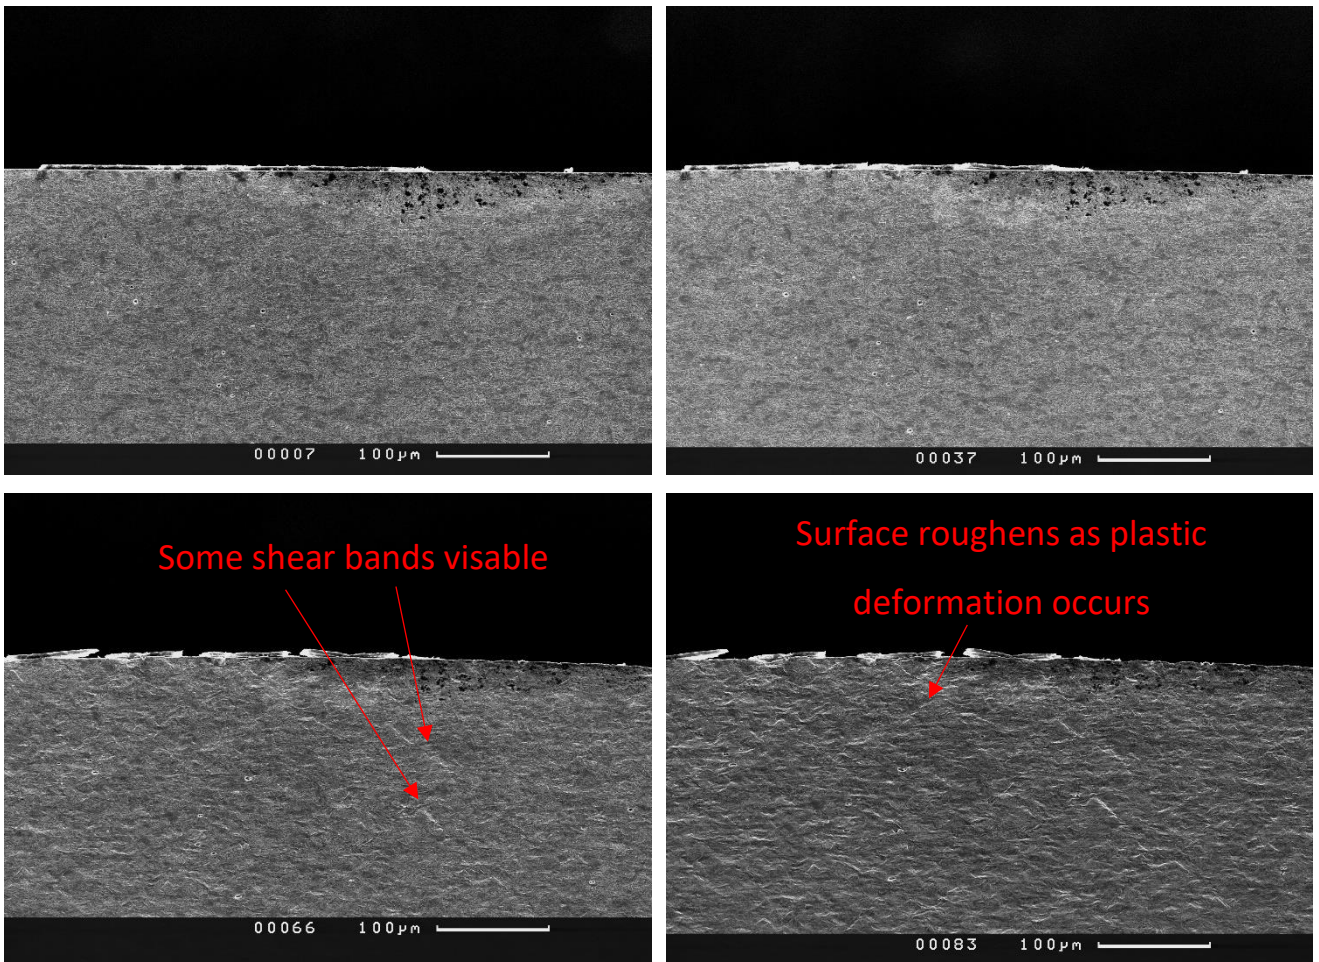 00007 100µm
00037 100µm
Some shear bands visable
Surface roughens as plastic
deformation occurs
00066 100µm
00083 100µm